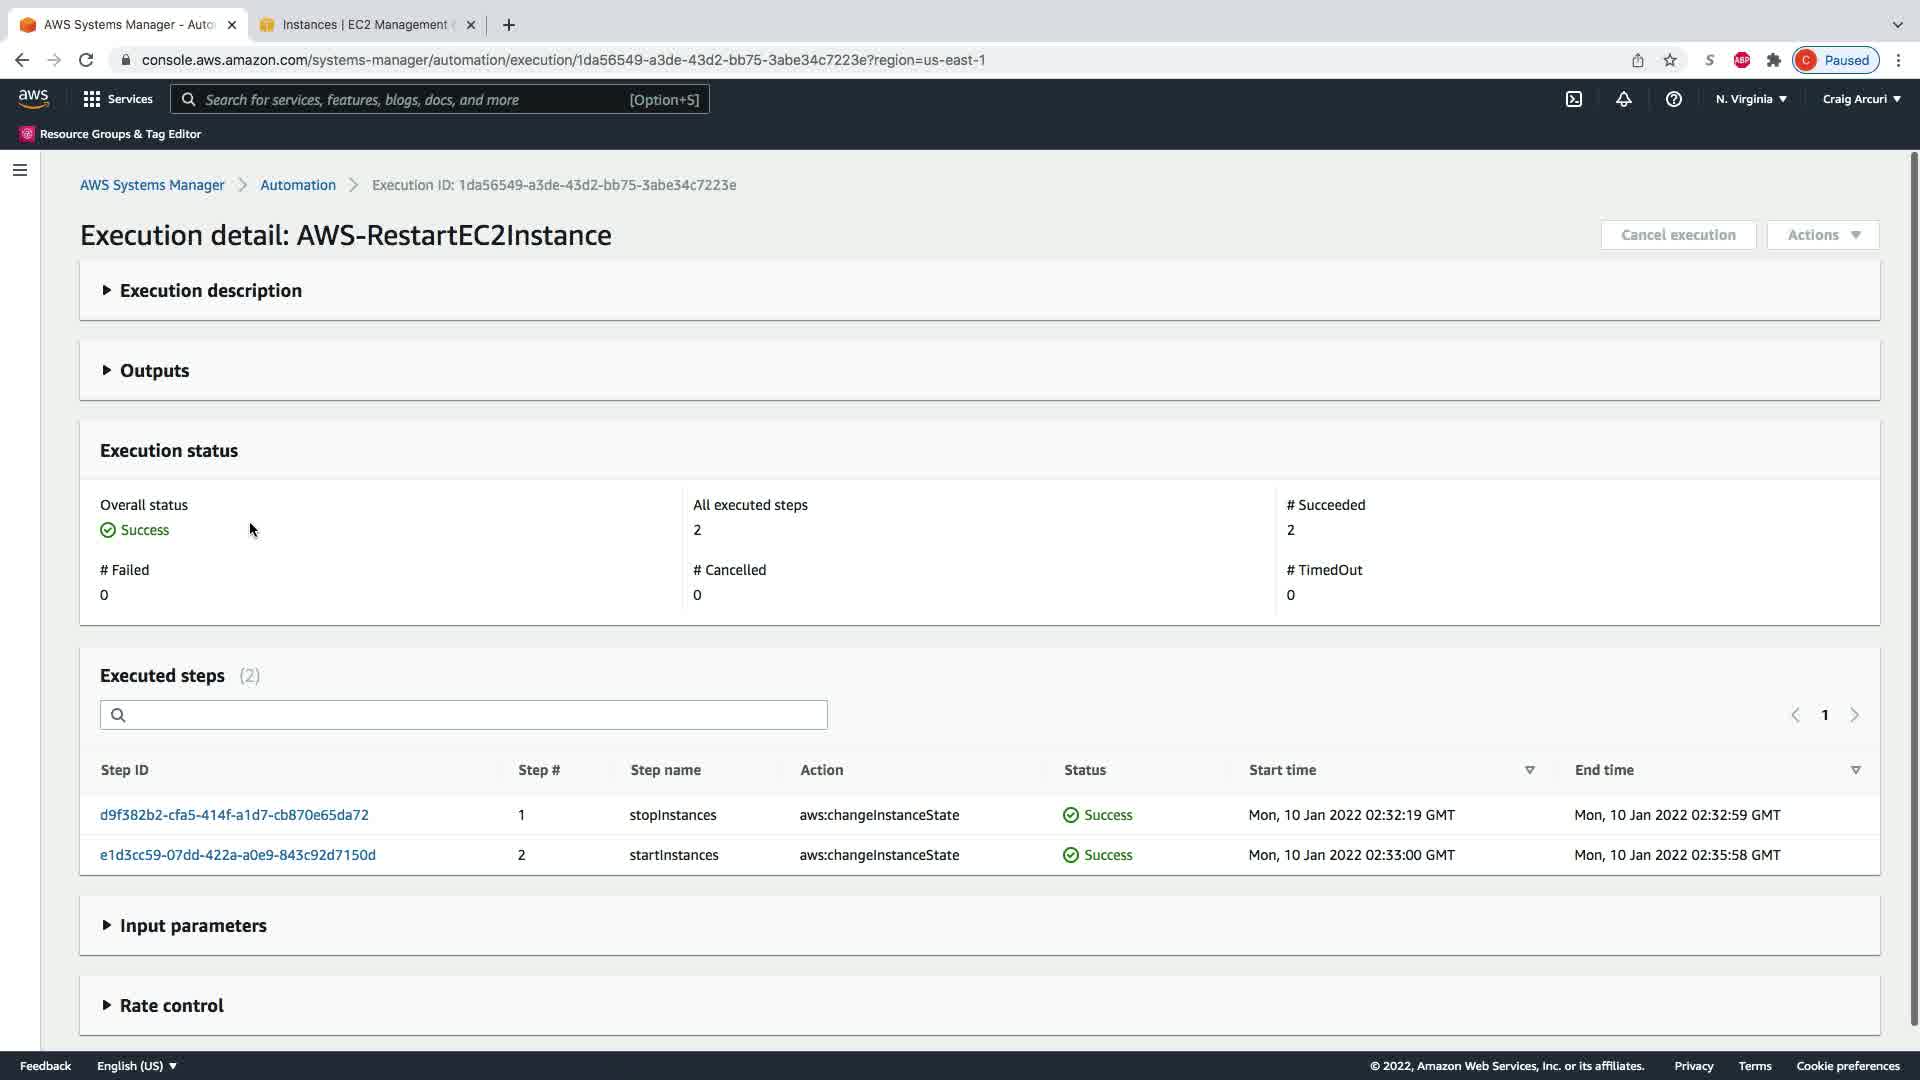 AWS Systems Manager - Auto
Instances | EC2 Management
console.aws.amazon.com/systems-manager/automation/execution/1da56549-a3de-43d2-bb75-3abe34c7223e?region=us-east-1
S
ABP
C Paused
aws
Services
Search for services, features, blogs, docs, and more [Option+S]
N. Virginia
Craig Arcuri
Resource Groups & Tag Editor
AWS Systems Manager > Automation > Execution ID: 1da56549-a3de-43d2-bb75-3abe34c7223e
Execution detail: AWS-RestartEC2Instance
Cancel execution
Actions
Execution description
Outputs
Execution status
Overall status All executed steps # Succeeded
Success 2 2
# Failed # Cancelled # TimedOut
0 0 0
Executed steps (2)
1
Step ID Step # Step name Action Status Start time End time
d9f382b2-cfa5-414f-a1d7-cb870e65da72 1 stopInstances aws:changeInstanceState Success Mon, 10 Jan 2022 02:32:19 GMT Mon, 10 Jan 2022 02:32:59 GMT
e1d3cc59-07dd-422a-a0e9-843c92d7150d 2 startInstances aws:changeInstanceState Success Mon, 10 Jan 2022 02:33:00 GMT Mon, 10 Jan 2022 02:35:58 GMT
Input parameters
Rate control
Feedback English (US) © 2022, Amazon Web Services, Inc. or its affiliates. Privacy Terms Cookie preferences